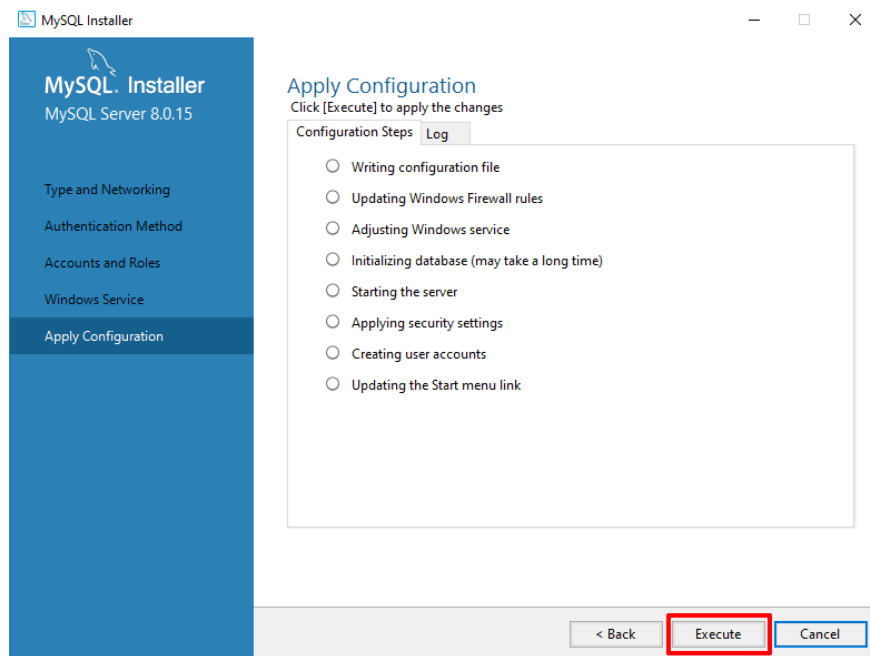 MySQL Installer
MySQL. Installer
MySQL Server 8.0.15
Type and Networking
Authentication Method
Accounts and Roles
Windows Service
Apply Configuration
Apply Configuration
Click [Execute] to apply the changes
Configuration Steps Log
Writing configuration file
Updating Windows Firewall rules
Adjusting Windows service
Initializing database (may take a long time)
Starting the server
Applying security settings
Creating user accounts
Updating the Start menu link
< Back Execute Cancel